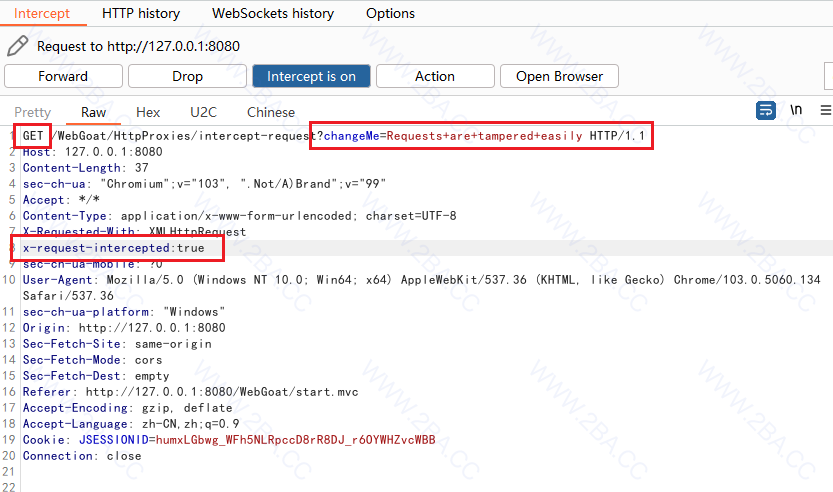 Intercept HTTP history WebSockets history Options
Request to http://127.0.0.1:8080
Forward Drop Intercept is on Action Open Browser
Pretty Raw Hex U2C Chinese \n
1 GET /WebGoat/HttpProxies/intercept-request?changeMe=Requests+are+tampered+easily HTTP/1.1
2 Host: 127.0.0.1:8080
3 Content-Length: 37
4 sec-ch-ua: "Chromium";v="103", ".Not/A)Brand";v="99"
5 Accept: */*
6 Content-Type: application/x-www-form-urlencoded; charset=UTF-8
7 X-Requested-With: XMLHttpRequest
8 x-request-intercepted:true
9 sec-ch-ua-mobile: ?0
10 User-Agent: Mozilla/5.0 (Windows NT 10.0; Win64; x64) AppleWebKit/537.36 (KHTML, like Gecko) Chrome/103.0.5060.134
Safari/537.36
11 sec-ch-ua-platform: "Windows"
12 Origin: http://127.0.0.1:8080
13 Sec-Fetch-Site: same-origin
14 Sec-Fetch-Mode: cors
15 Sec-Fetch-Dest: empty
16 Referer: http://127.0.0.1:8080/WebGoat/start.mvc
17 Accept-Encoding: gzip, deflate
18 Accept-Language: zh-CN,zh;q=0.9
19 Cookie: JSESSIONID=humxLGbwg_WFh5NLRpccD8rR8DJ_r6OYWHZvcWBB
20 Connection: close
21
22
WWW.2BA.CC